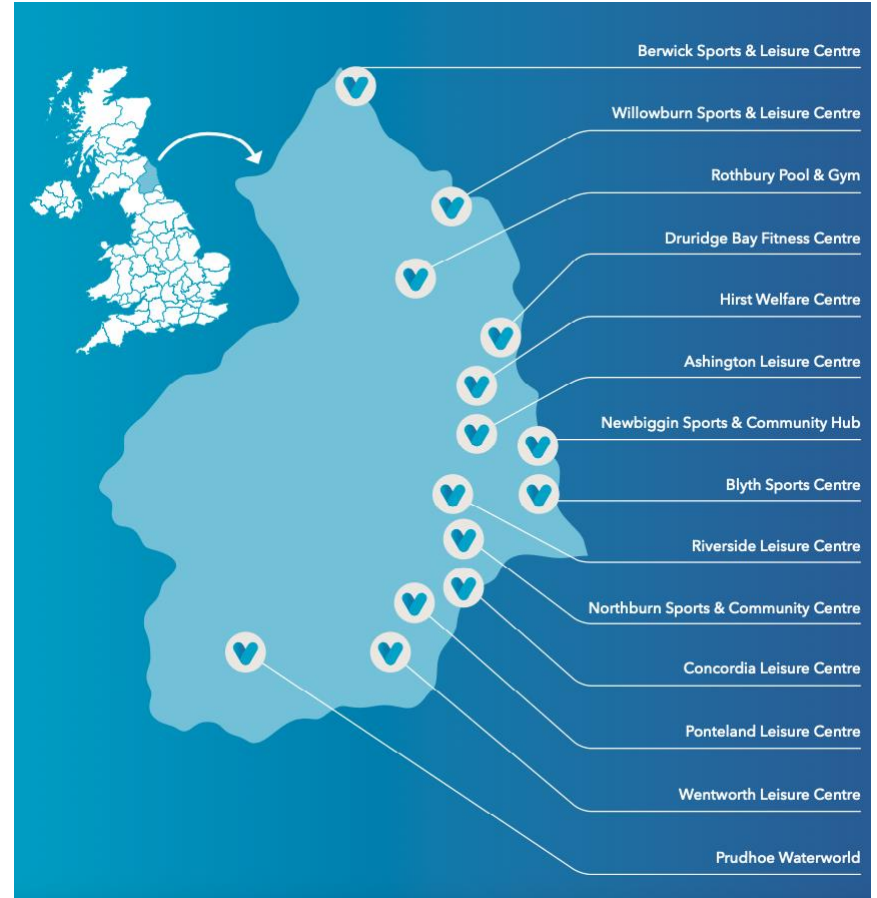 Berwick Sports & Leisure Centre
Willowburn Sports & Leisure Centre
Rothbury Pool & Gym
Druridge Bay Fitness Centre
Hirst Welfare Centre
Ashington Leisure Centre
Newbiggin Sports & Community Hub
Blyth Sports Centre
Riverside Leisure Centre
Northburn Sports & Community Centre
Concordia Leisure Centre
Ponteland Leisure Centre
Wentworth Leisure Centre
Prudhoe Waterworld